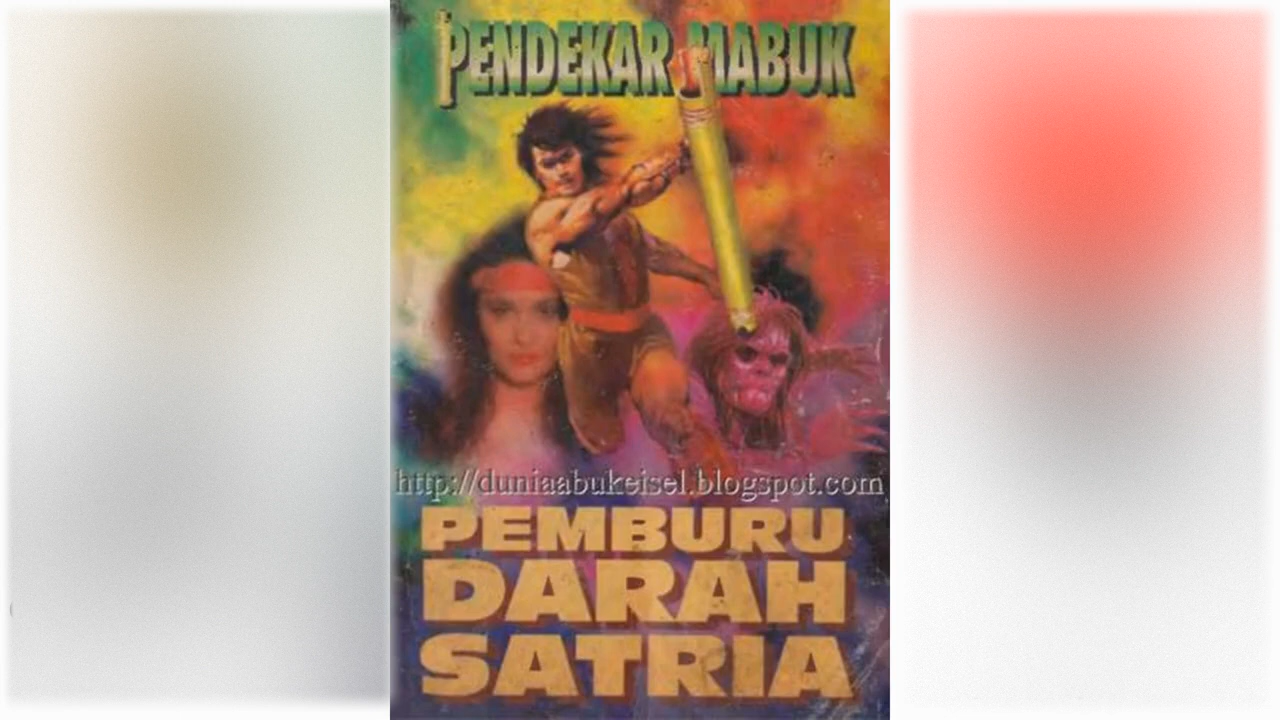 PENDEKAR MABUK
http://duniaabukeisel.blogspot.com
PEMBURU
DARAH
SATRIA